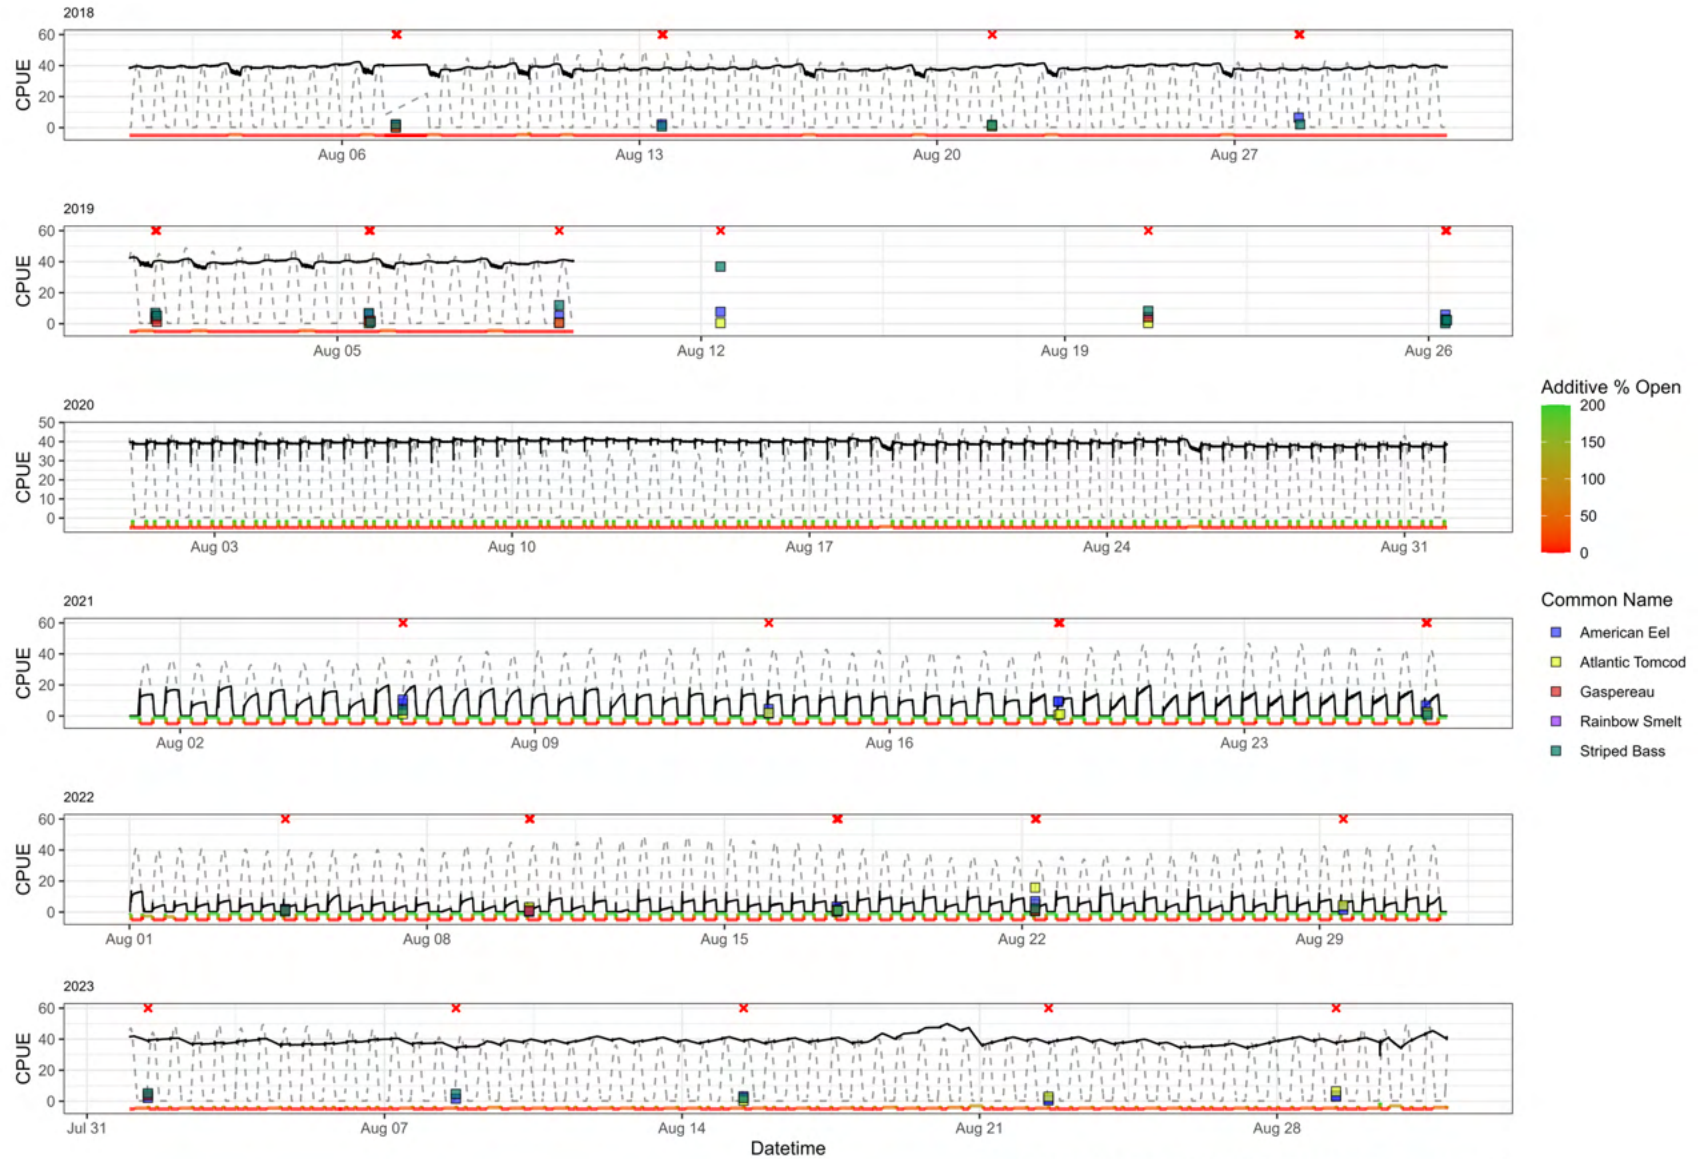 2018
CPUE
60
40
20
0
Aug 06 Aug 13 Aug 20 Aug 27
2019
CPUE
60
40
20
0
Aug 05 Aug 12 Aug 19 Aug 26
2020
CPUE
50
40
30
20
10
0
Aug 03 Aug 10 Aug 17 Aug 24 Aug 31
2021
CPUE
60
40
20
0
Aug 02 Aug 09 Aug 16 Aug 23
2022
CPUE
60
40
20
0
Aug 01 Aug 08 Aug 15 Aug 22 Aug 29
2023
CPUE
60
40
20
0
Jul 31 Aug 07 Aug 14 Aug 21 Aug 28
Datetime
Additive % Open
200
150
100
50
0
Common Name
American Eel
Atlantic Tomcod
Gaspereau
Rainbow Smelt
Striped Bass